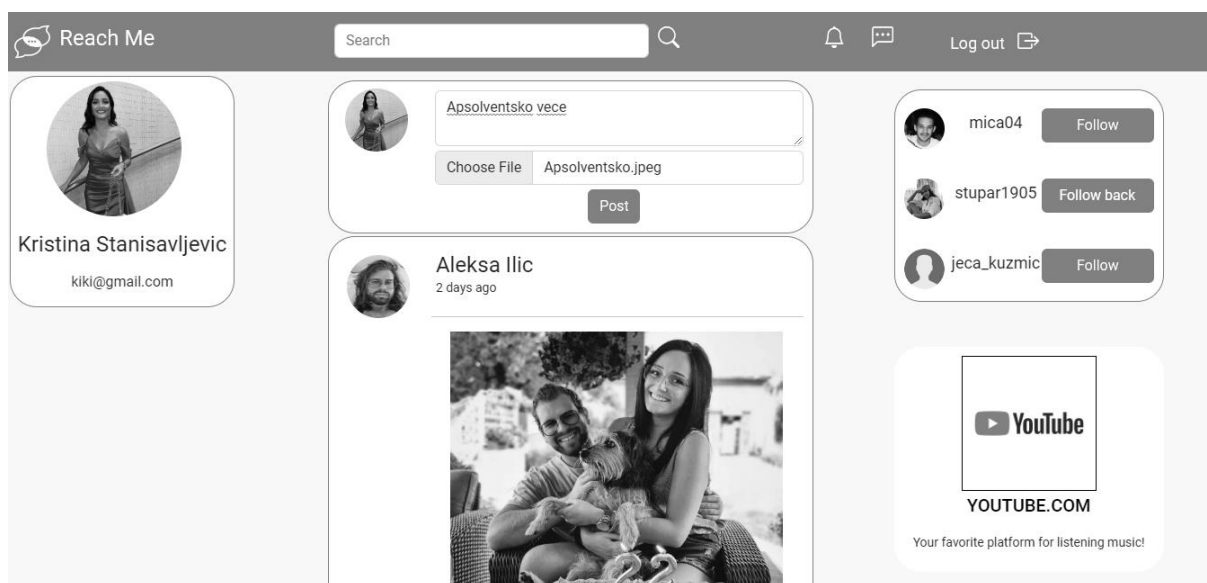 Reach Me
Search
Log out
Kristina Stanisavljevic
kiki@gmail.com
Apsolventsko vece
Choose File Apsolventsko.jpeg
Post
Aleksa Ilic
2 days ago
22
mica04 Follow
stupar1905 Follow back
jeca_kuzmic Follow
YouTube
YOUTUBE.COM
Your favorite platform for listening music!